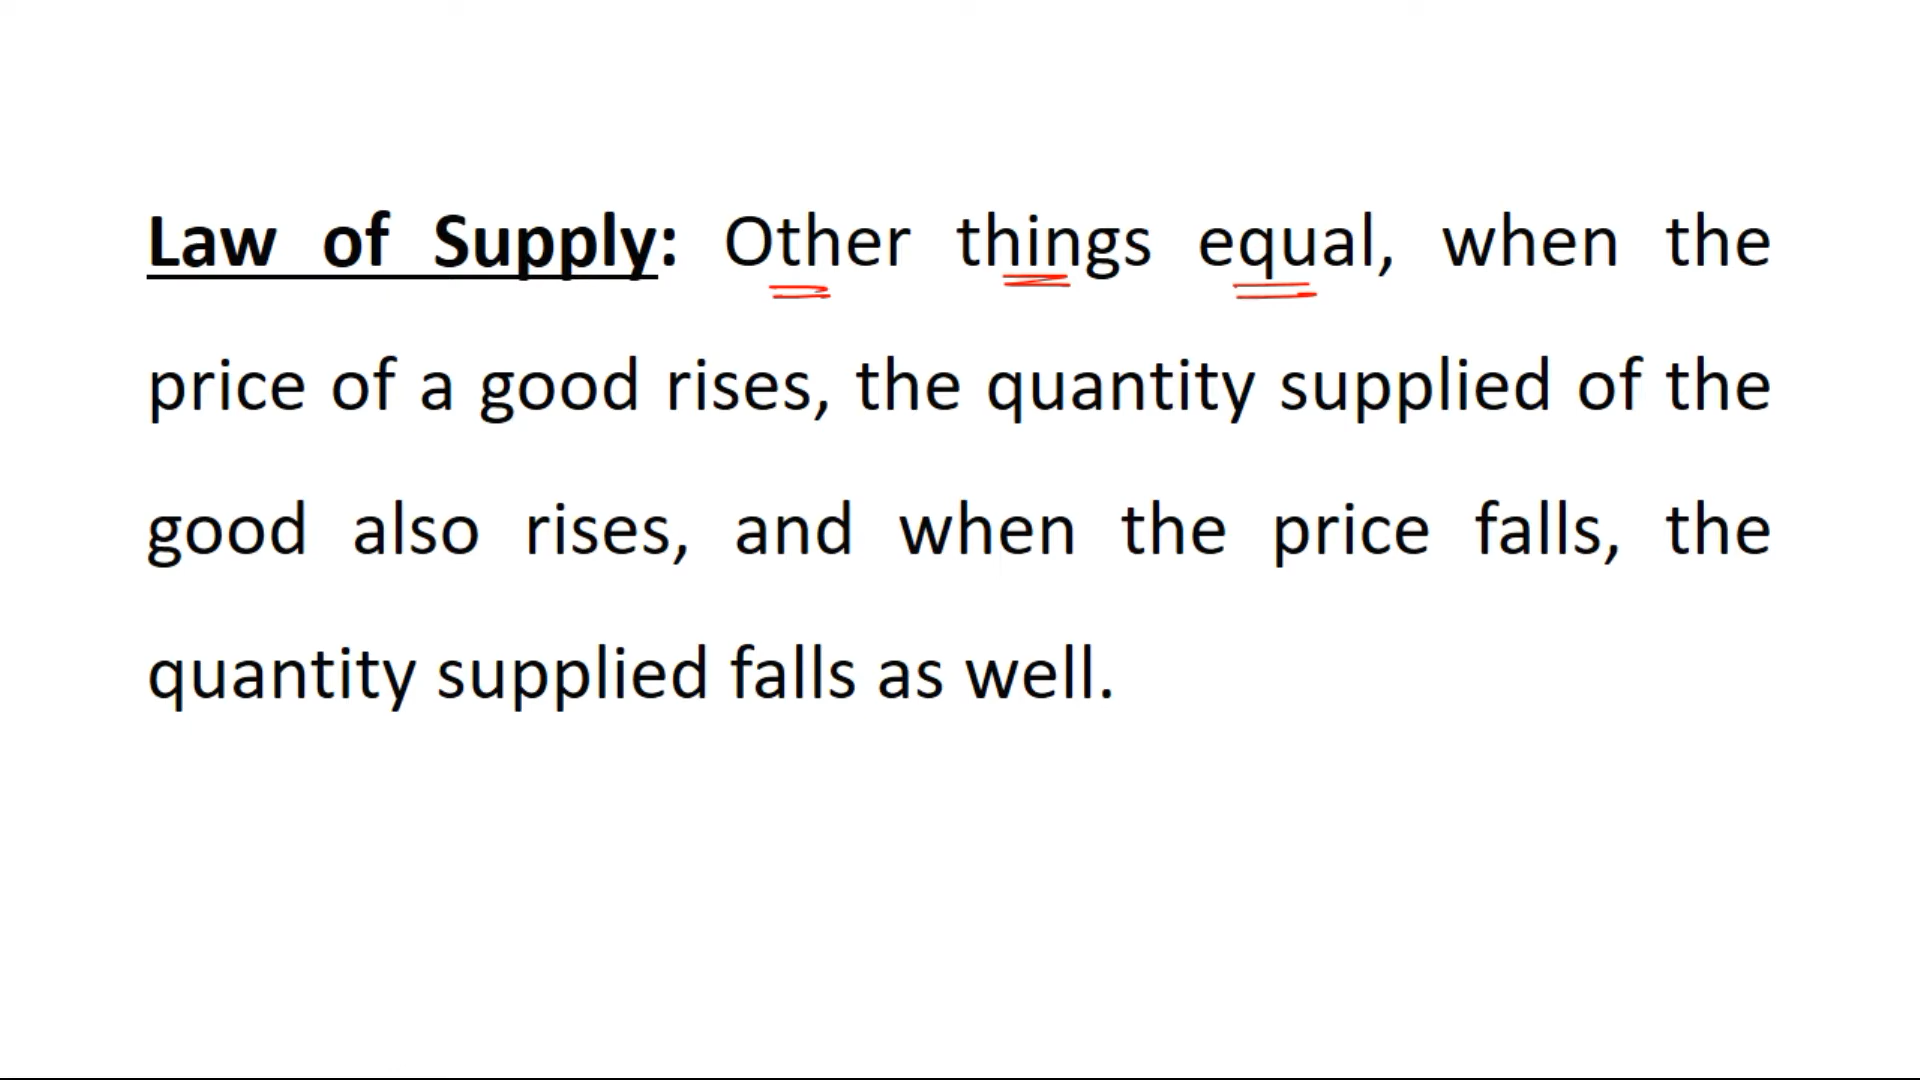 Law of Supply: Other things equal, when the
price of a good rises, the quantity supplied of the
good also rises, and when the price falls, the
quantity supplied falls as well.